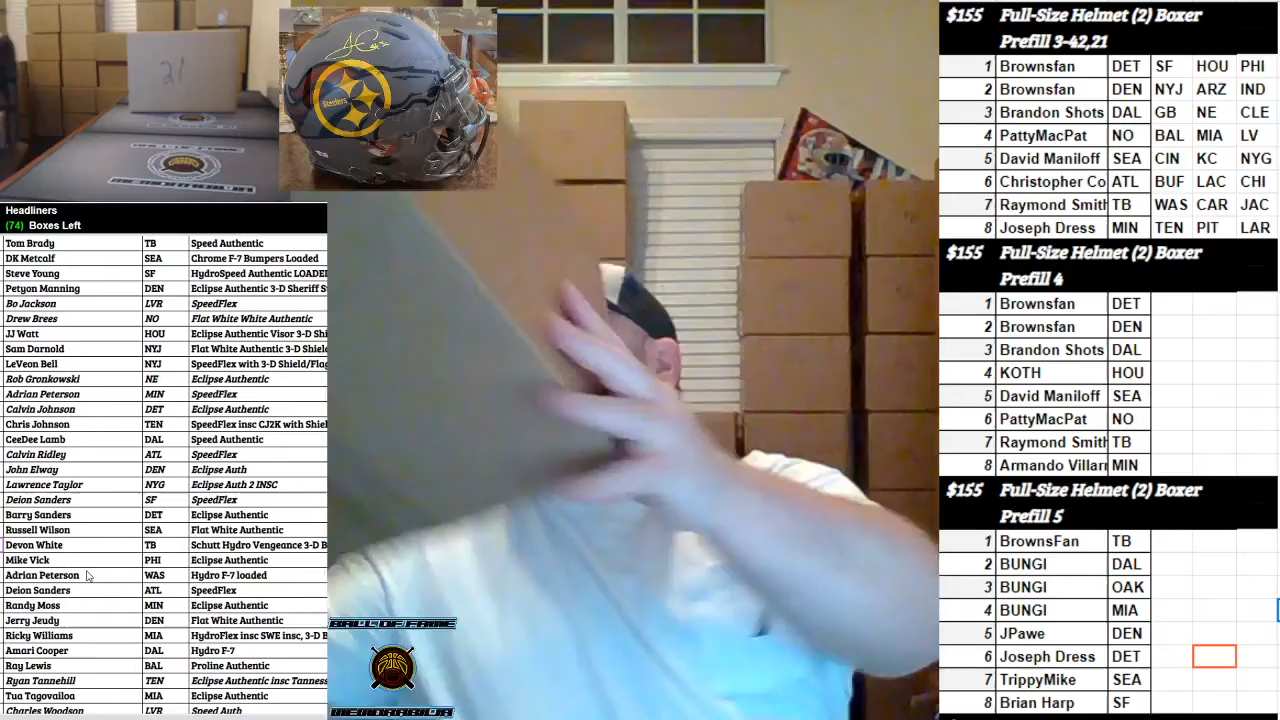 21
Steelers
Headliners
(74) Boxes Left
Tom Brady TB Speed Authentic
DK Metcalf SEA Chrome F-7 Bumpers Loaded
Steve Young SF HydroSpeed Authentic LOADED
Petyon Manning DEN Eclipse Authentic 3-D Sheriff S
Bo Jackson LVR SpeedFlex
Drew Brees NO Flat White White Authentic
JJ Watt HOU Eclipse Authentic Visor 3-D Shi
Sam Darnold NYJ Flat White Authentic 3-D Shield
LeVeon Bell NYJ SpeedFlex with 3-D Shield/Flag
Rob Gronkowski NE Eclipse Authentic
Adrian Peterson MIN SpeedFlex
Calvin Johnson DET Eclipse Authentic
Chris Johnson TEN SpeedFlex insc CJ2K with Shiel
CeeDee Lamb DAL Speed Authentic
Calvin Ridley ATL SpeedFlex
John Elway DEN Eclipse Auth
Lawrence Taylor NYG Eclipse Auth 2 INSC
Deion Sanders SF SpeedFlex
Barry Sanders DET Eclipse Authentic
Russell Wilson SEA Flat White Authentic
Devon White TB Schutt Hydro Vengeance 3-D B
Mike Vick PHI Eclipse Authentic
Adrian Peterson WAS Hydro F-7 loaded
Deion Sanders ATL SpeedFlex
Randy Moss MIN Eclipse Authentic
Jerry Jeudy DEN Flat White Authentic
Ricky Williams MIA HydroFlex insc SWE insc, 3-D B
Amari Cooper DAL Hydro F-7
Ray Lewis BAL Proline Authentic
Ryan Tannehill TEN Eclipse Authentic insc Tanness
Tua Tagovailoa MIA Eclipse Authentic
Charles Woodson LVR Speed Auth
BALL OF FAME
MEMORABILIA
$155 Full-Size Helmet (2) Boxer
Prefill 3-42,21
1 Brownsfan DET SF HOU PHI
2 Brownsfan DEN NYJ ARZ IND
3 Brandon Shots DAL GB NE CLE
4 PattyMacPat NO BAL MIA LV
5 David Maniloff SEA CIN KC NYG
6 Christopher Co ATL BUF LAC CHI
7 Raymond Smith TB WAS CAR JAC
8 Joseph Dress MIN TEN PIT LAR
$155 Full-Size Helmet (2) Boxer
Prefill 4
1 Brownsfan DET
2 Brownsfan DEN
3 Brandon Shots DAL
4 KOTH HOU
5 David Maniloff SEA
6 PattyMacPat NO
7 Raymond Smith TB
8 Armando Villarr MIN
$155 Full-Size Helmet (2) Boxer
Prefill 5
1 BrownsFan TB
2 BUNGI DAL
3 BUNGI OAK
4 BUNGI MIA
5 JPawe DEN
6 Joseph Dress DET
7 TrippyMike SEA
8 Brian Harp SF